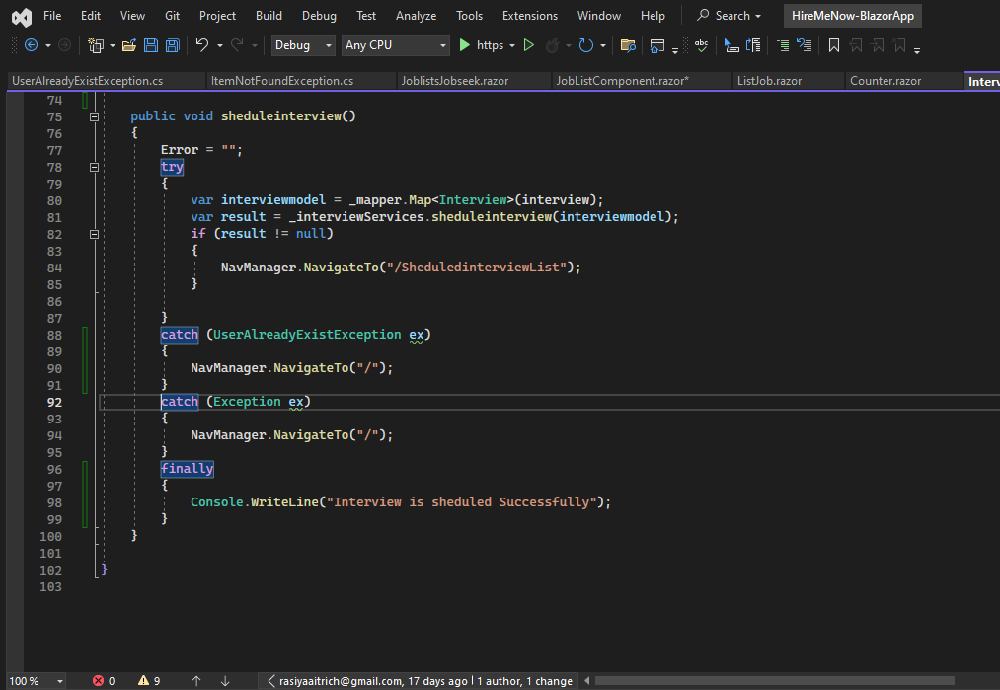 File Edit View Git Project Build Debug Test Analyze Tools Extensions Window Help Search HireMeNow-BlazorApp
Debug Any CPU https abc
UserAlreadyExistException.cs ItemNotFoundException.cs JoblistsJobseek.razor JobListComponent.razor* ListJob.razor Counter.razor Interv
74
75 public void sheduleinterview()
76 {
77 Error = "";
78 try
79 {
80 var interviewmodel = _mapper.Map<Interview>(interview);
81 var result = _interviewServices.sheduleinterview(interviewmodel);
82 if (result != null)
83 {
84 NavManager.NavigateTo("/SheduledinterviewList");
85 }
86
87 }
88 catch (UserAlreadyExistException ex)
89 {
90 NavManager.NavigateTo("/");
91 }
92 catch (Exception ex)
93 {
94 NavManager.NavigateTo("/");
95 }
96 finally
97 {
98 Console.WriteLine("Interview is sheduled Successfully");
99 }
100 }
101
102 }
103
100 % 0 9 rasiyaaitrich@gmail.com, 17 days ago | 1 author, 1 change